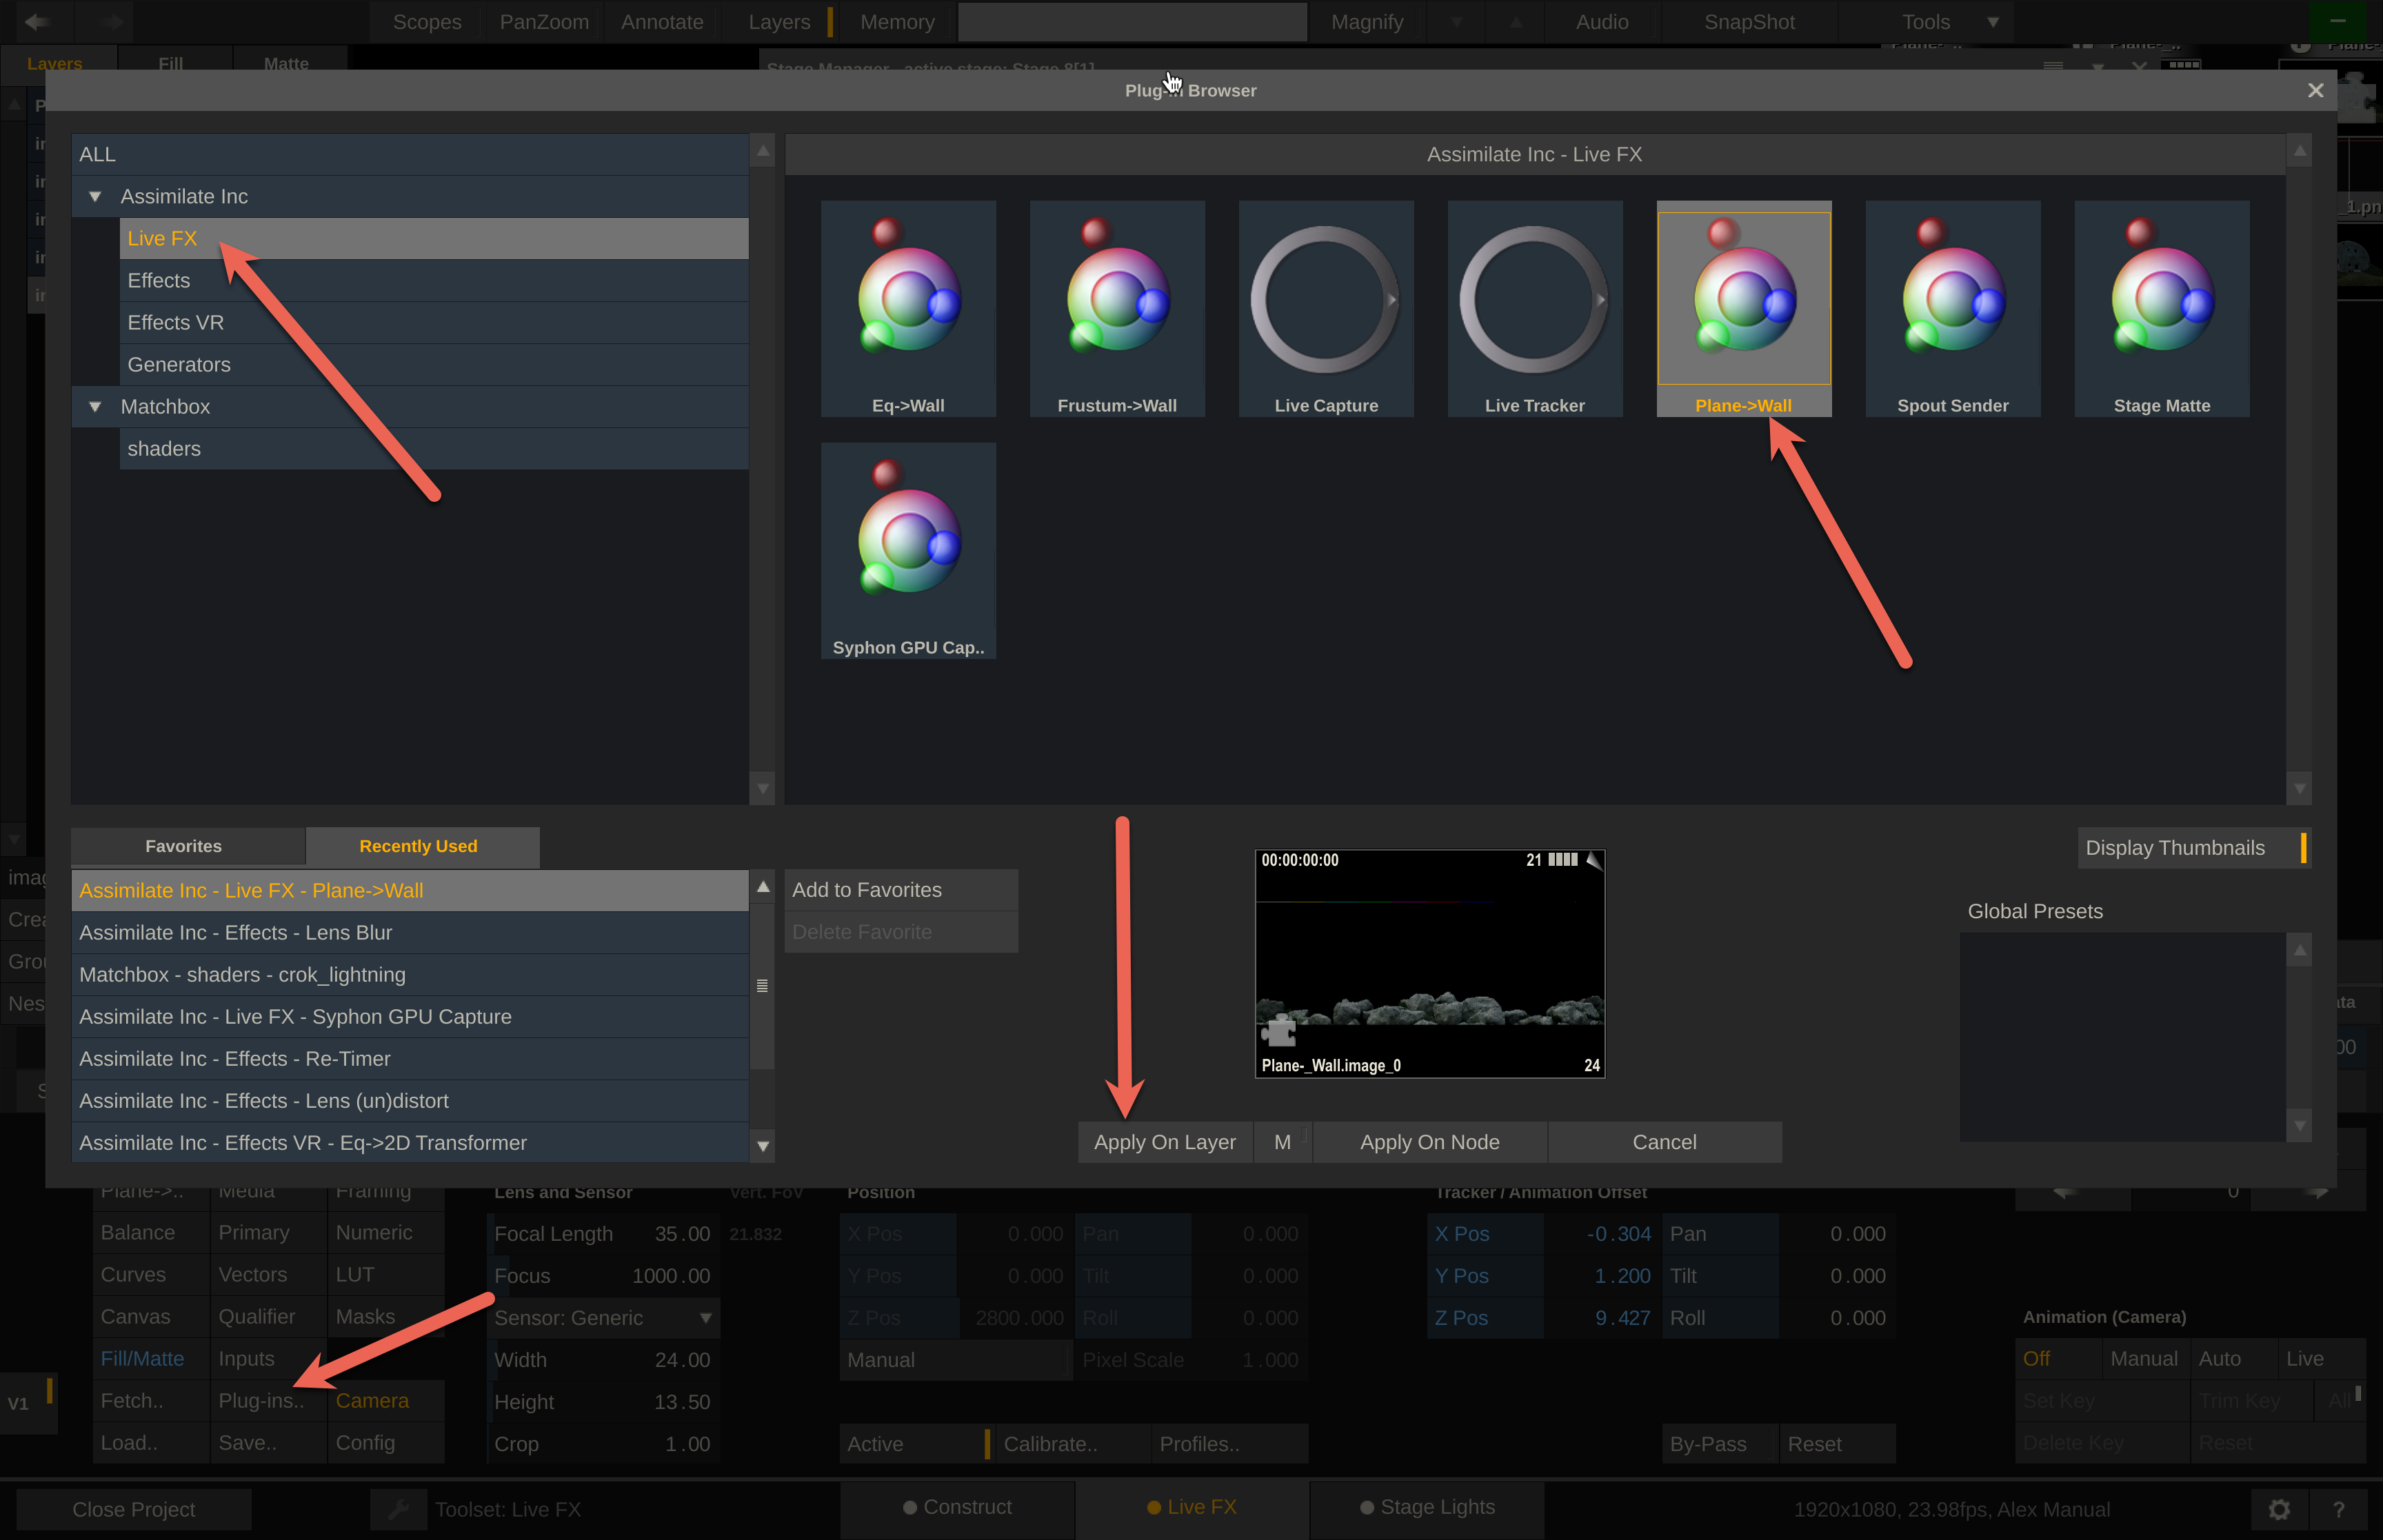 Scopes PanZoom Annotate Layers Memory Magnify Audio SnapShot Tools
Layers Fill Matte
Stage Manager - active stage: Stage 8[1]
Plug-in Browser
ALL
Assimilate Inc
Live FX
Effects
Effects VR
Generators
Matchbox
shaders
Assimilate Inc - Live FX
Eq->Wall Frustum->Wall Live Capture Live Tracker Plane->Wall Spout Sender Stage Matte
Syphon GPU Cap..
_1.pn
Favorites Recently Used
Assimilate Inc - Live FX - Plane->Wall
Assimilate Inc - Effects - Lens Blur
Matchbox - shaders - crok_lightning
Assimilate Inc - Live FX - Syphon GPU Capture
Assimilate Inc - Effects - Re-Timer
Assimilate Inc - Effects - Lens (un)distort
Assimilate Inc - Effects VR - Eq->2D Transformer
Add to Favorites
Delete Favorite
00:00:00:00 21
Plane-_Wall.image_0 24
Display Thumbnails
Global Presets
Apply On Layer M Apply On Node Cancel
Plane->.. Media Framing
Balance Primary Numeric
Curves Vectors LUT
Canvas Qualifier Masks
Fill/Matte Inputs
Fetch.. Plug-ins.. Camera
Load.. Save.. Config
V1
Lens and Sensor Vert. FoV
Focal Length 35.00 21.832
Focus 1000.00
Sensor: Generic
Width 24.00
Height 13.50
Crop 1.00
Position
X Pos 0.000 Pan 0.000
Y Pos 0.000 Tilt 0.000
Z Pos 2800.000 Roll 0.000
Manual Pixel Scale 1.000
Active Calibrate.. Profiles..
Tracker / Animation Offset
X Pos -0.304 Pan 0.000
Y Pos 1.200 Tilt 0.000
Z Pos 9.427 Roll 0.000
By-Pass Reset
0
Animation (Camera)
Off Manual Auto Live
Set Key Trim Key All
Delete Key Reset
Close Project Toolset: Live FX Construct Live FX Stage Lights 1920x1080, 23.98fps, Alex Manual ?